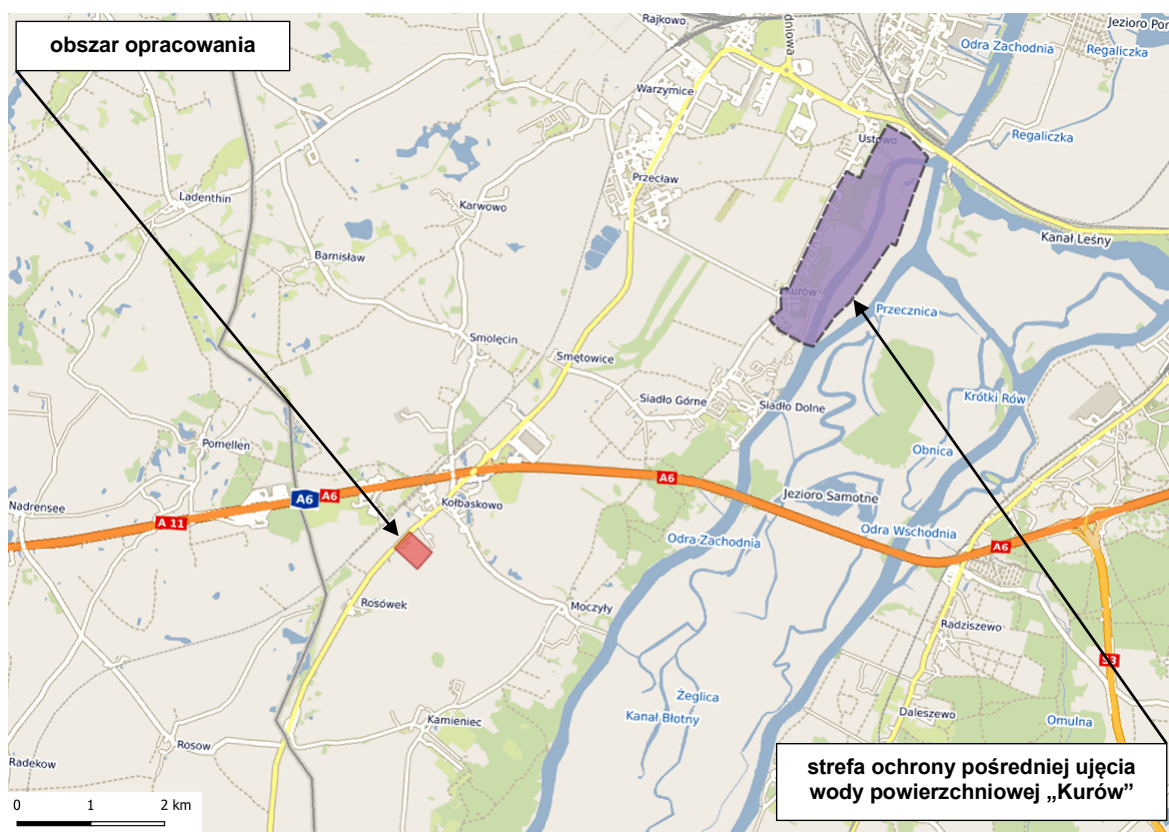 obszar opracowania
Rajkowo
dniowa
Odra Zachodnia
Jezioro Por
Regaliczka
Warzymice
Regaliczka
Ustowo
Przecław
Ladenthin
Karwowo
Kanał Leśny
Barnisław
Kurów
Przecznica
Smolęcin
Smętowice
Krótki Rów
Siadło Górne
Siadło Dolne
Pomellen
Obnica
A6
A6
A6
Jezioro Samotne
Nadrensee
A 11
Kołbaskowo
Odra Wschodnia
Odra Zachodnia
A6
Rosówek
Moczyły
Radziszewo
S3
Żeglica
Kanał Błotny
Daleszewo
Kamieniec
Omulna
Rosow
Radekow
strefa ochrony pośredniej ujęcia
wody powierzchniowej „Kurów”
0 1 2 km